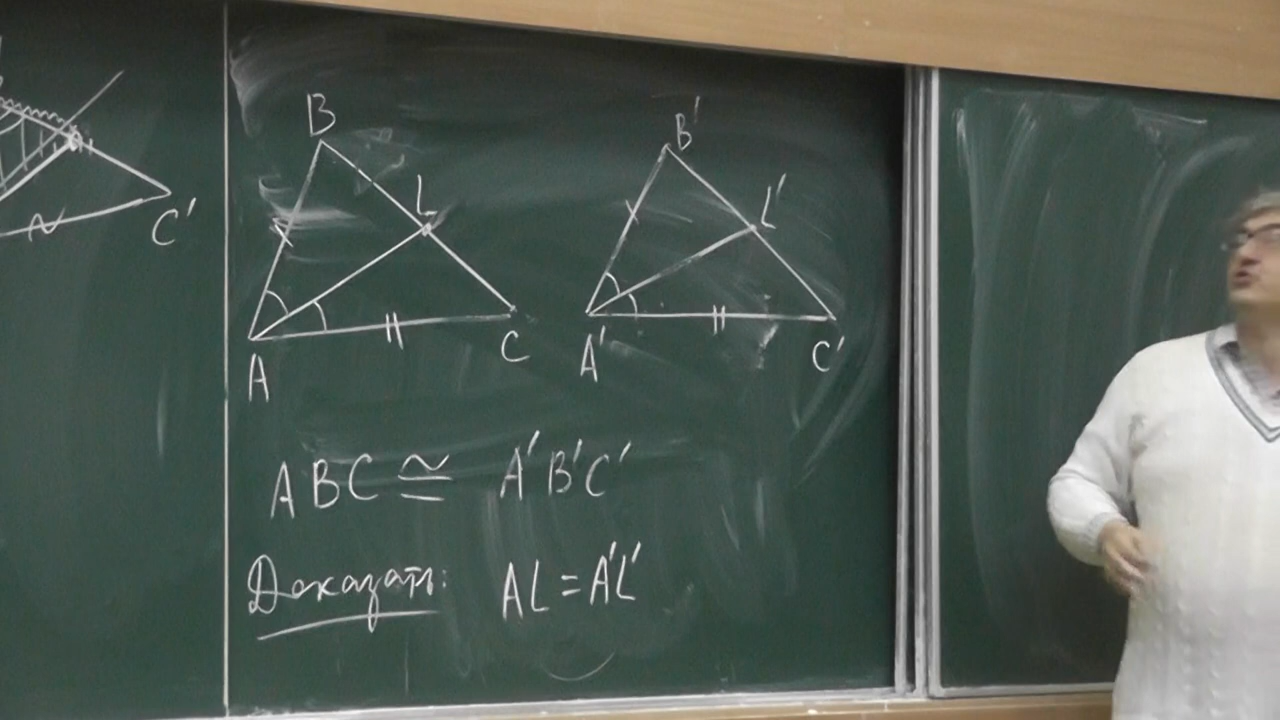 C'
B
L
A
C
B'
L'
A'
C'
ABC ≅ A'B'C'
Доказать: AL = A'L'